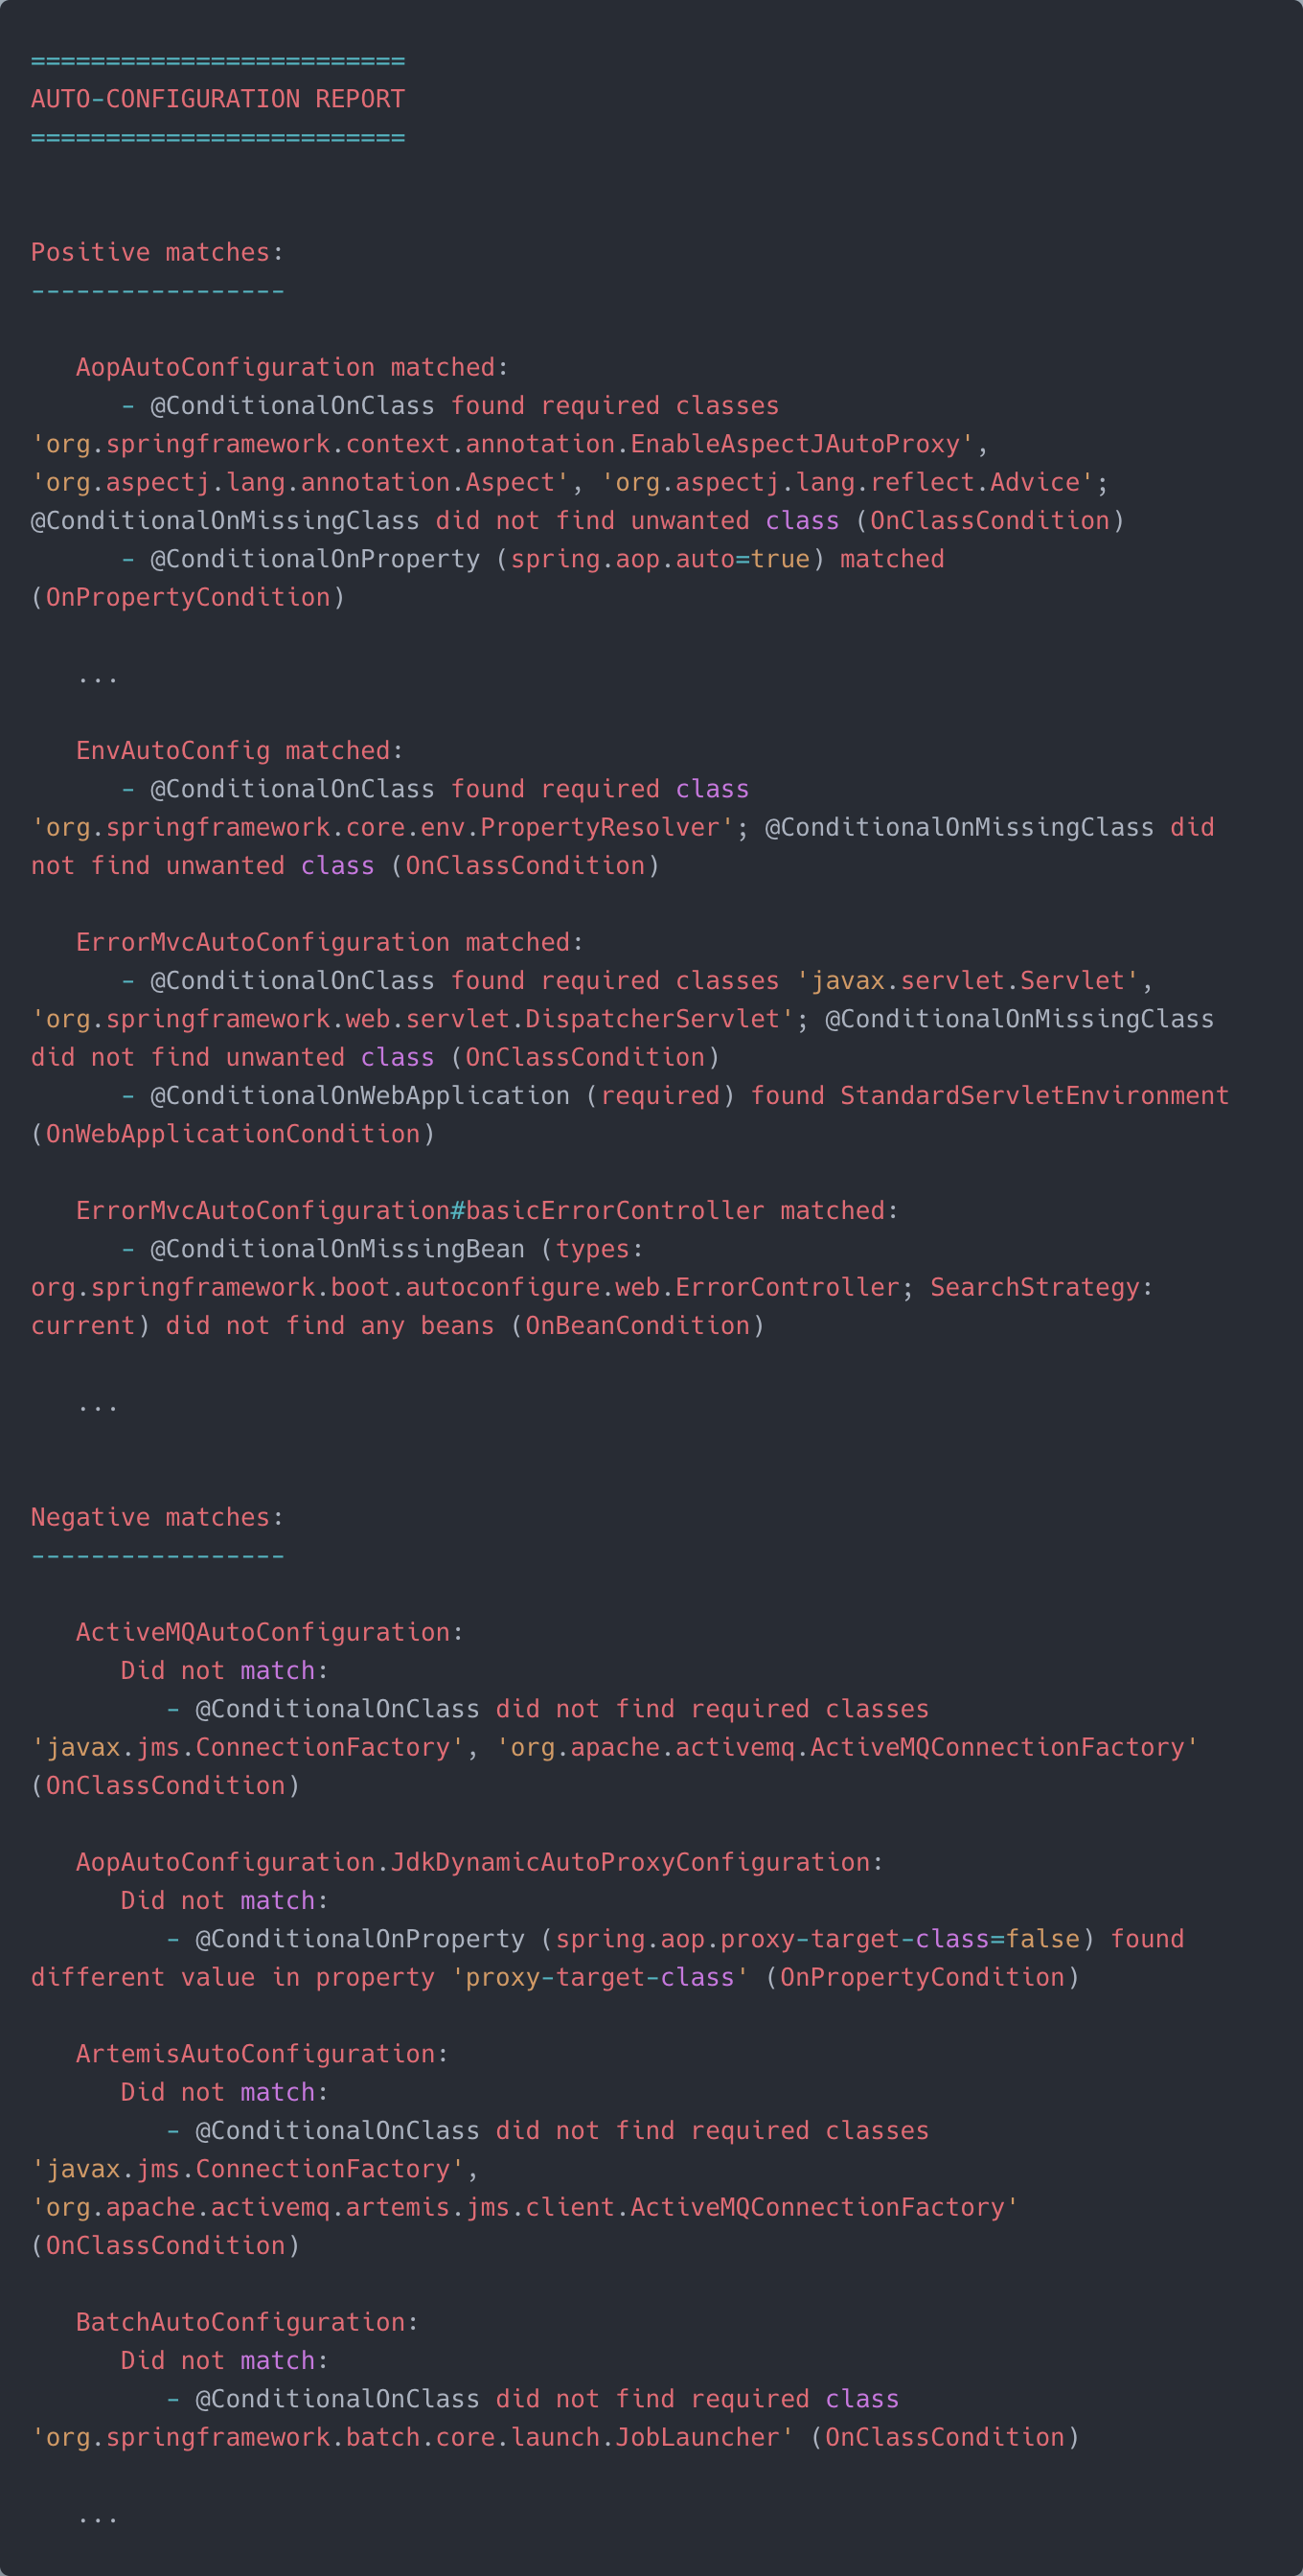 =========================
AUTO-CONFIGURATION REPORT
=========================
Positive matches:
-----------------
AopAutoConfiguration matched:
- @ConditionalOnClass found required classes
'org.springframework.context.annotation.EnableAspectJAutoProxy',
'org.aspectj.lang.annotation.Aspect', 'org.aspectj.lang.reflect.Advice';
@ConditionalOnMissingClass did not find unwanted class (OnClassCondition)
- @ConditionalOnProperty (spring.aop.auto=true) matched
(OnPropertyCondition)
...
EnvAutoConfig matched:
- @ConditionalOnClass found required class
'org.springframework.core.env.PropertyResolver'; @ConditionalOnMissingClass did
not find unwanted class (OnClassCondition)
ErrorMvcAutoConfiguration matched:
- @ConditionalOnClass found required classes 'javax.servlet.Servlet',
'org.springframework.web.servlet.DispatcherServlet'; @ConditionalOnMissingClass
did not find unwanted class (OnClassCondition)
- @ConditionalOnWebApplication (required) found StandardServletEnvironment
(OnWebApplicationCondition)
ErrorMvcAutoConfiguration#basicErrorController matched:
- @ConditionalOnMissingBean (types:
org.springframework.boot.autoconfigure.web.ErrorController; SearchStrategy:
current) did not find any beans (OnBeanCondition)
...
Negative matches:
-----------------
ActiveMQAutoConfiguration:
Did not match:
- @ConditionalOnClass did not find required classes
'javax.jms.ConnectionFactory', 'org.apache.activemq.ActiveMQConnectionFactory'
(OnClassCondition)
AopAutoConfiguration.JdkDynamicAutoProxyConfiguration:
Did not match:
- @ConditionalOnProperty (spring.aop.proxy-target-class=false) found
different value in property 'proxy-target-class' (OnPropertyCondition)
ArtemisAutoConfiguration:
Did not match:
- @ConditionalOnClass did not find required classes
'javax.jms.ConnectionFactory',
'org.apache.activemq.artemis.jms.client.ActiveMQConnectionFactory'
(OnClassCondition)
BatchAutoConfiguration:
Did not match:
- @ConditionalOnClass did not find required class
'org.springframework.batch.core.launch.JobLauncher' (OnClassCondition)
...